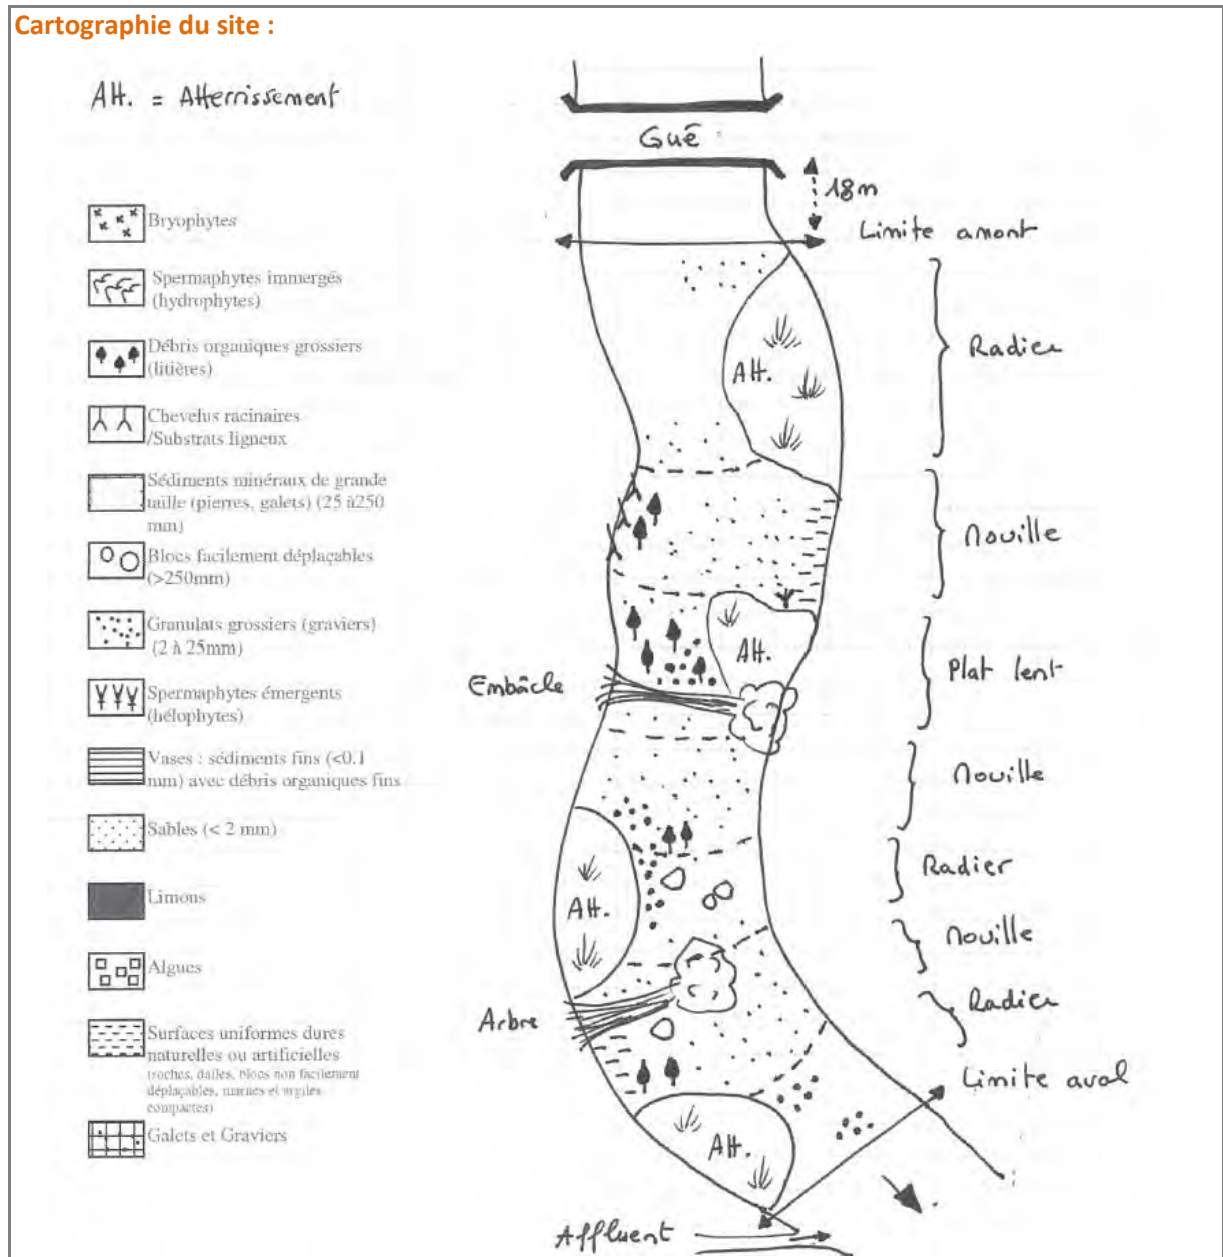 Cartographie du site :
Att. = Atterrissement
Bryophytes
Spermaphytes immergés
(hydrophytes)
Débris organiques grossiers
(litières)
Chevelus racinaires
/Substrats ligneux
Sédiments minéraux de grande
taille (pierres, galets) (25 à250
mm)
Blocs facilement déplaçables
(>250mm)
Granulats grossiers (graviers)
(2 à 25mm)
Spermaphytes émergents
(hélophytes)
Vases : sédiments fins (<0.1
mm) avec débris organiques fins
Sables (< 2 mm)
Limons
Algues
Surfaces uniformes dures
naturelles ou artificielles
(roches, dalles, blocs non facilement
déplaçables, marnes et argiles
compactes)
Galets et Graviers
Gué
18m
Limite amont
Radier
Att.
Mouille
Att.
Plat lent
Embâcle
Mouille
Radier
Att.
Mouille
Radier
Arbre
Limite aval
Att.
Affluent